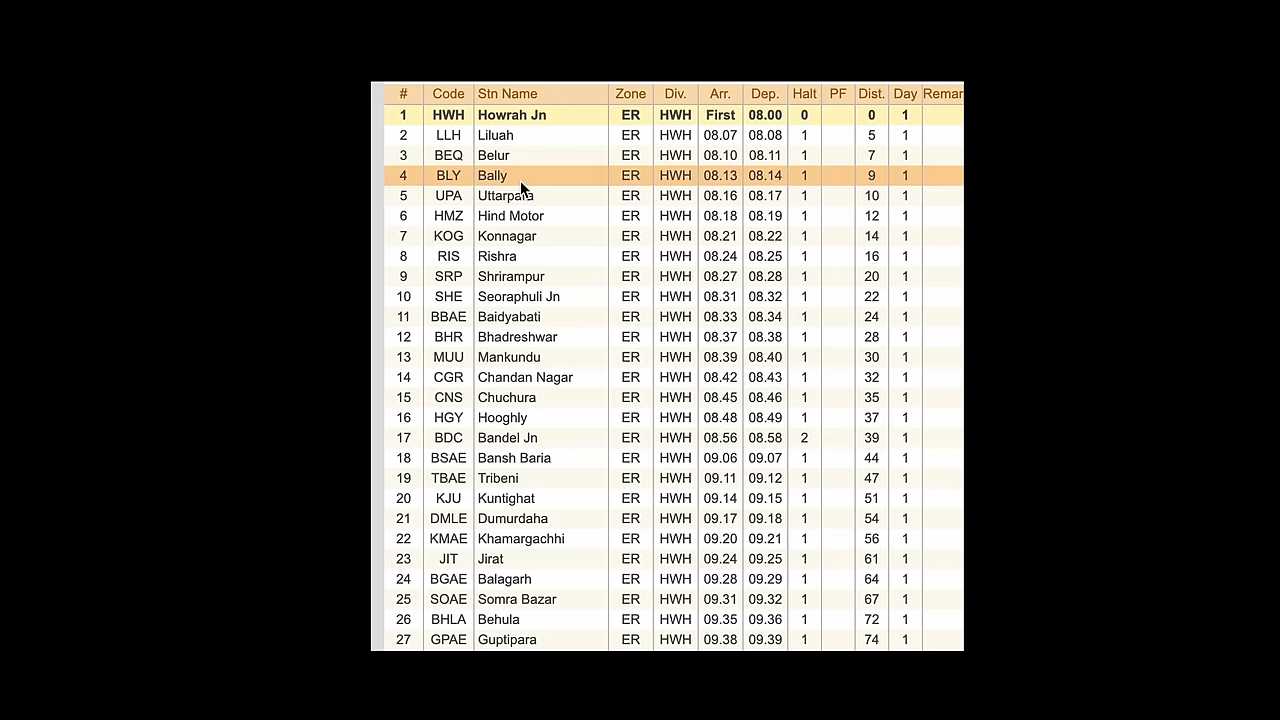 # Code Stn Name Zone Div. Arr. Dep. Halt PF Dist. Day Remar
1 HWH Howrah Jn ER HWH First 08.00 0 0 1
2 LLH Liluah ER HWH 08.07 08.08 1 5 1
3 BEQ Belur ER HWH 08.10 08.11 1 7 1
4 BLY Bally ER HWH 08.13 08.14 1 9 1
5 UPA Uttarpara ER HWH 08.16 08.17 1 10 1
6 HMZ Hind Motor ER HWH 08.18 08.19 1 12 1
7 KOG Konnagar ER HWH 08.21 08.22 1 14 1
8 RIS Rishra ER HWH 08.24 08.25 1 16 1
9 SRP Shrirampur ER HWH 08.27 08.28 1 20 1
10 SHE Seoraphuli Jn ER HWH 08.31 08.32 1 22 1
11 BBAE Baidyabati ER HWH 08.33 08.34 1 24 1
12 BHR Bhadreshwar ER HWH 08.37 08.38 1 28 1
13 MUU Mankundu ER HWH 08.39 08.40 1 30 1
14 CGR Chandan Nagar ER HWH 08.42 08.43 1 32 1
15 CNS Chuchura ER HWH 08.45 08.46 1 35 1
16 HGY Hooghly ER HWH 08.48 08.49 1 37 1
17 BDC Bandel Jn ER HWH 08.56 08.58 2 39 1
18 BSAE Bansh Baria ER HWH 09.06 09.07 1 44 1
19 TBAE Tribeni ER HWH 09.11 09.12 1 47 1
20 KJU Kuntighat ER HWH 09.14 09.15 1 51 1
21 DMLE Dumurdaha ER HWH 09.17 09.18 1 54 1
22 KMAE Khamargachhi ER HWH 09.20 09.21 1 56 1
23 JIT Jirat ER HWH 09.24 09.25 1 61 1
24 BGAE Balagarh ER HWH 09.28 09.29 1 64 1
25 SOAE Somra Bazar ER HWH 09.31 09.32 1 67 1
26 BHLA Behula ER HWH 09.35 09.36 1 72 1
27 GPAE Guptipara ER HWH 09.38 09.39 1 74 1